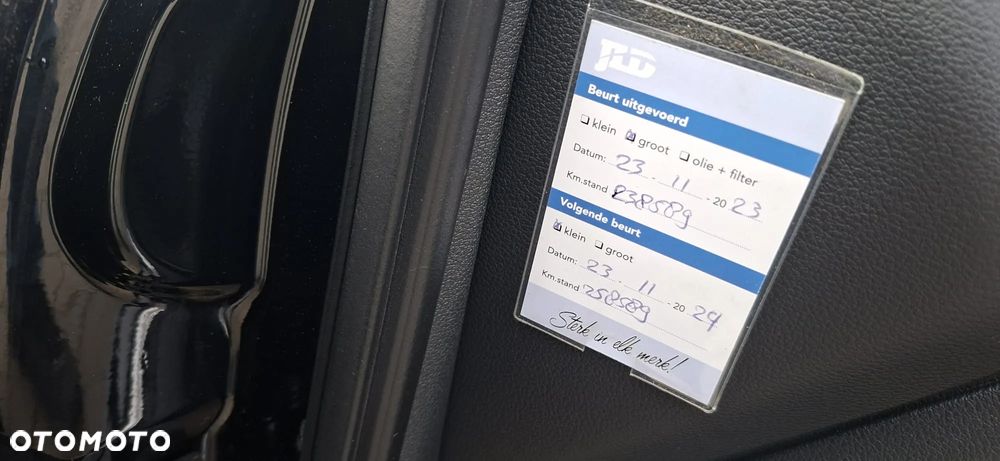 JLD
Beurt uitgevoerd
klein groot olie + filter
Datum: 23 . 11 - 20 23
Km.stand 238589
Volgende beurt
klein groot
Datum: 23 . 11 - 20 24
Km.stand 258589
Sterk in elk merk!
OTOMOTO